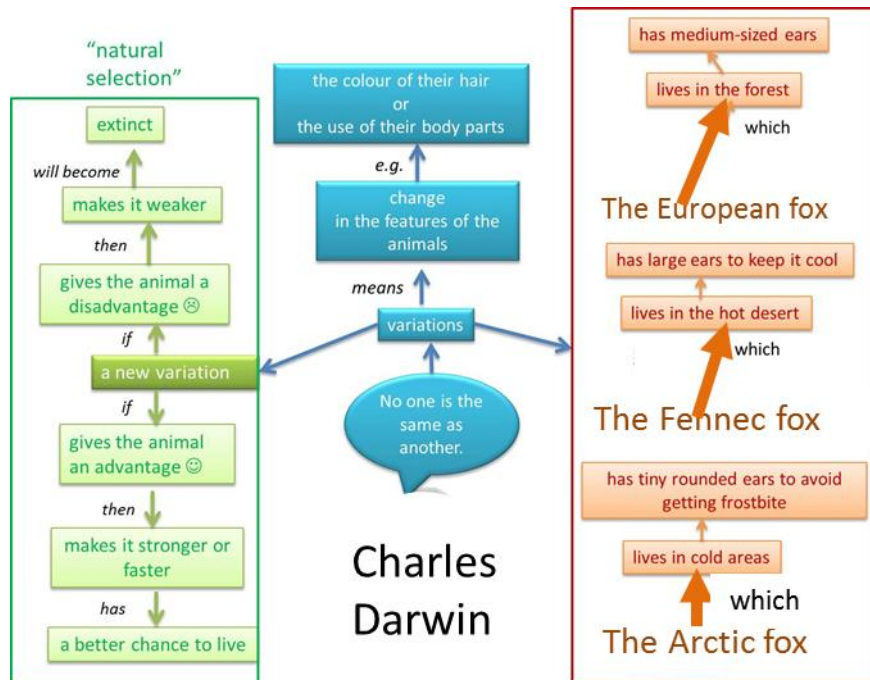 “natural
selection”
extinct
will become
makes it weaker
then
gives the animal a
disadvantage ☹
if
a new variation
if
gives the animal
an advantage ☺
then
makes it stronger or
faster
has
a better chance to live
the colour of their hair
or
the use of their body parts
e.g.
change
in the features of the
animals
means
variations
No one is the
same as
another.
Charles
Darwin
has medium-sized ears
lives in the forest
which
The European fox
has large ears to keep it cool
lives in the hot desert
which
The Fennec fox
has tiny rounded ears to avoid
getting frostbite
lives in cold areas
which
The Arctic fox